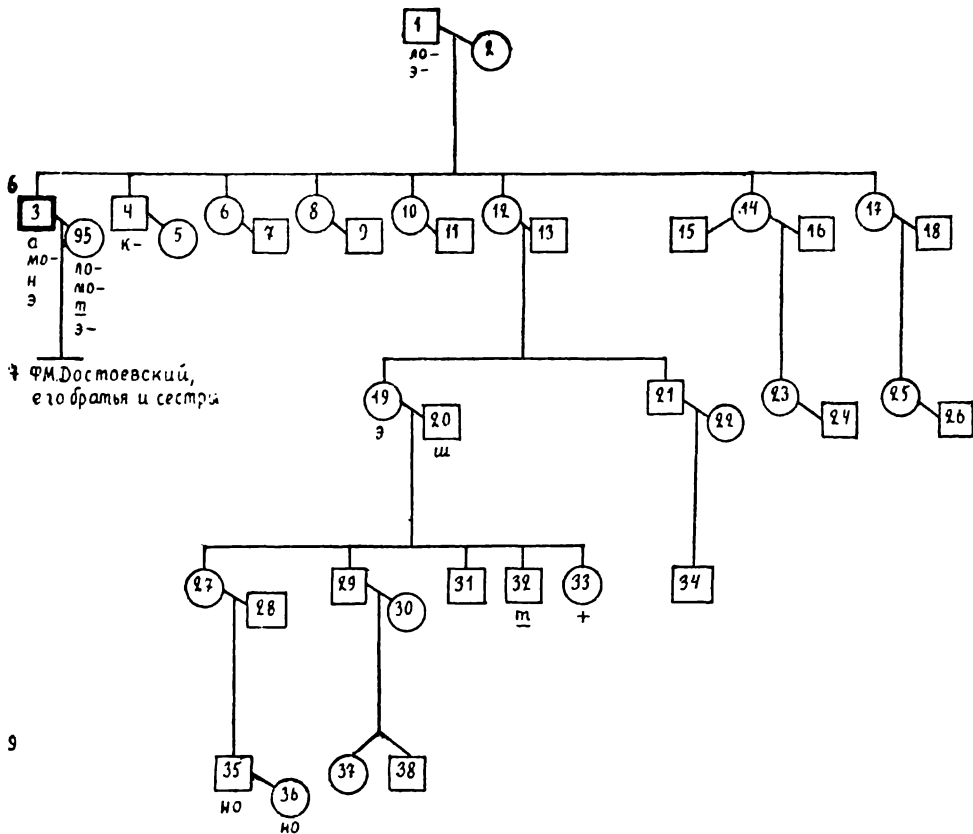 1
2
ло-
э-
6
3
4
6
8
10
12
14
17
95
5
7
9
11
13
15
16
18
а
мо-
н
э
к-
ло-
мо-
т
э-
7 Ф.М.Достоевский,
его братья и сестры
19
20
21
22
23
24
25
26
э
ш
27
28
29
30
31
32
33
34
т
+
9
35
36
37
38
но
но